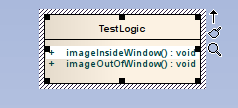 TestLogic
+ imageInsideWindow() : void
+ imageOutOfWindow() : void